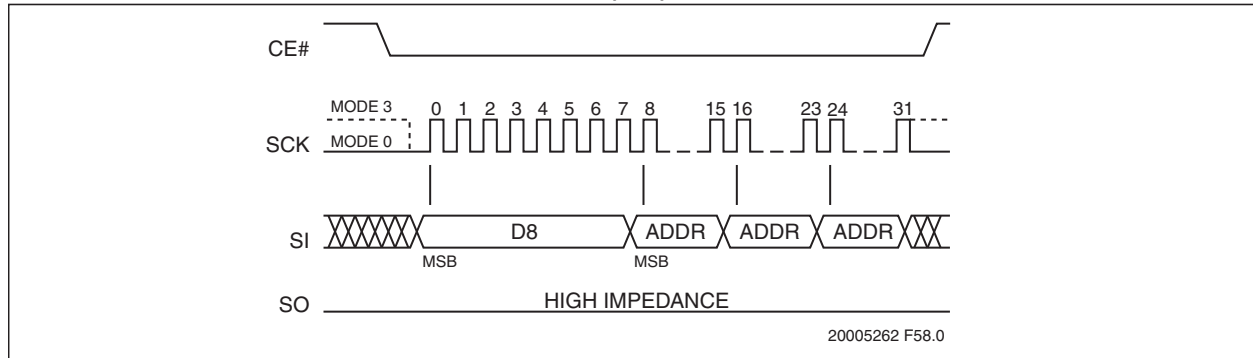 CE#
MODE 3 0 1 2 3 4 5 6 7 8 15 16 23 24 31
SCK MODE 0
SI D8 ADDR ADDR ADDR
MSB MSB
SO HIGH IMPEDANCE
20005262 F58.0